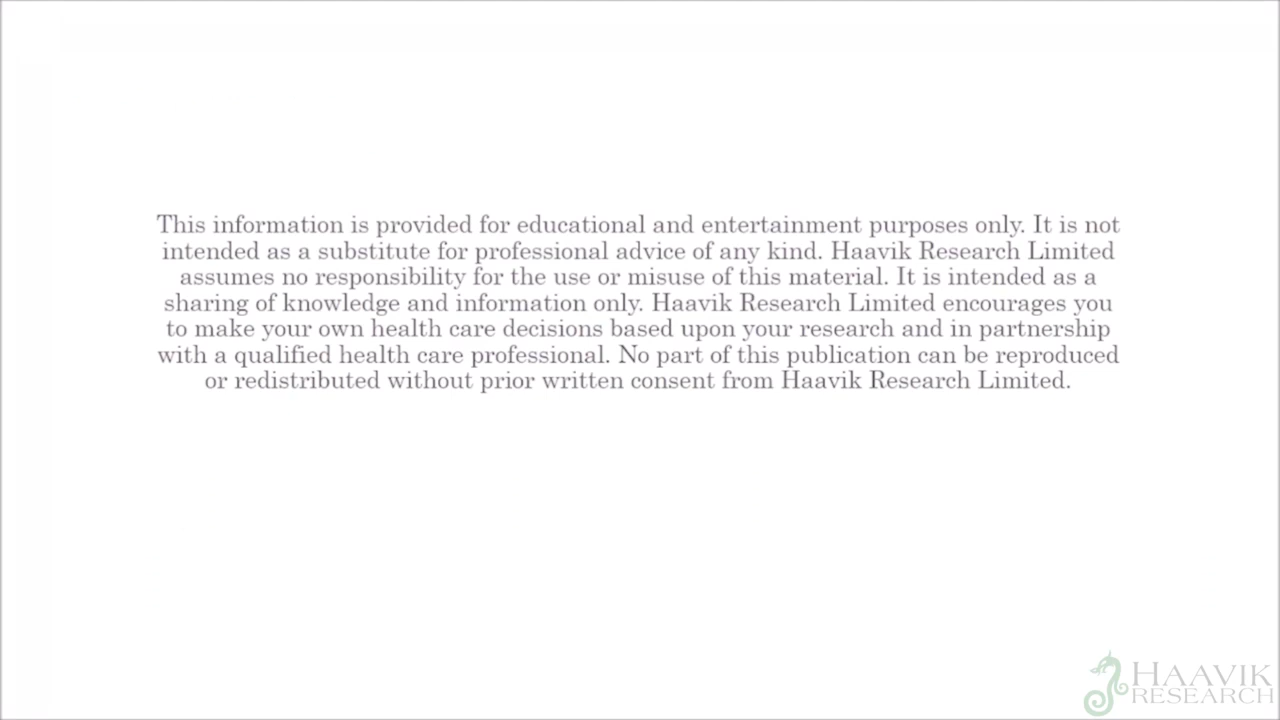 This information is provided for educational and entertainment purposes only. It is not
intended as a substitute for professional advice of any kind. Haavik Research Limited
assumes no responsibility for the use or misuse of this material. It is intended as a
sharing of knowledge and information only. Haavik Research Limited encourages you
to make your own health care decisions based upon your research and in partnership
with a qualified health care professional. No part of this publication can be reproduced
or redistributed without prior written consent from Haavik Research Limited.
HAAVIK
RESEARCH